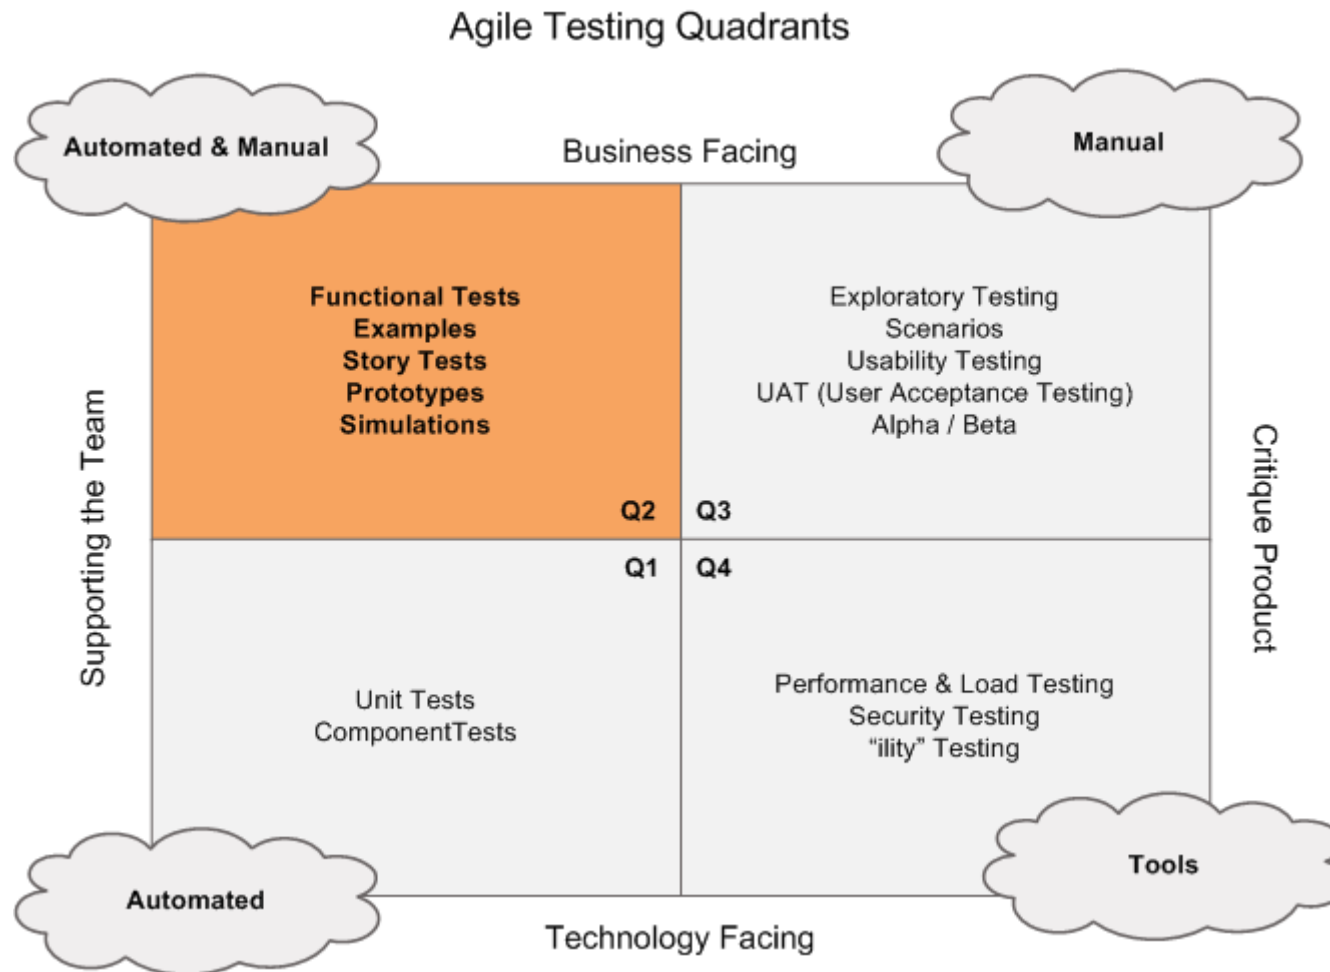 Agile Testing Quadrants
Automated & Manual
Business Facing
Manual
Functional Tests
Examples
Story Tests
Prototypes
Simulations
Q2
Exploratory Testing
Scenarios
Usability Testing
UAT (User Acceptance Testing)
Alpha / Beta
Q3
Supporting the Team
Critique Product
Q1
Unit Tests
ComponentTests
Q4
Performance & Load Testing
Security Testing
“ility” Testing
Automated
Technology Facing
Tools